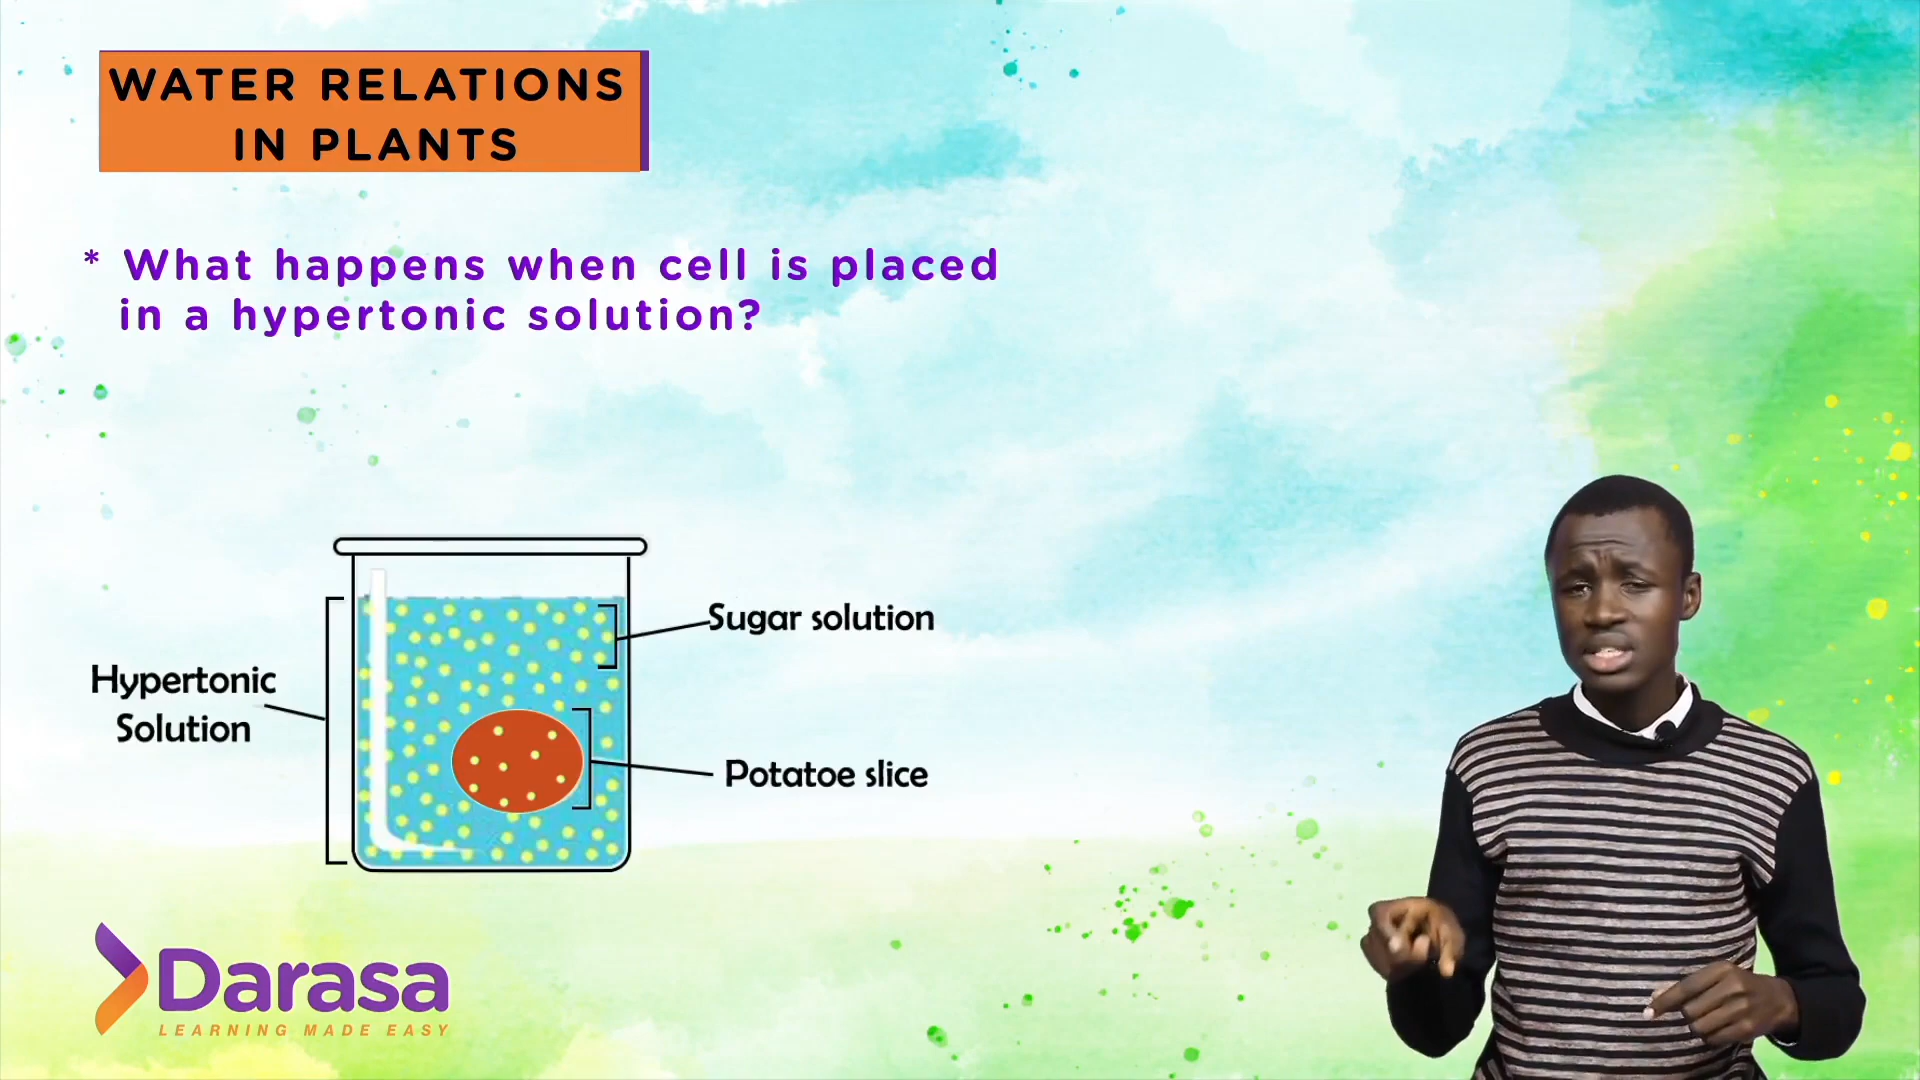 WATER RELATIONS
IN PLANTS
* What happens when cell is placed
in a hypertonic solution?
Sugar solution
Hypertonic
Solution
Potatoe slice
Darasa
LEARNING MADE EASY